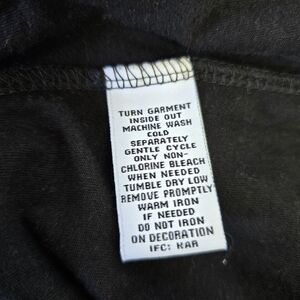 TURN GARMENT
INSIDE OUT
MACHINE WASH
COLD
SEPARATELY
GENTLE CYCLE
ONLY NON-
CHLORINE BLEACH
WHEN NEEDED
TUMBLE DRY LOW
REMOVE PROMPTLY
WARM IRON
IF NEEDED
DO NOT IRON
ON DECORATION
IFC: KAR